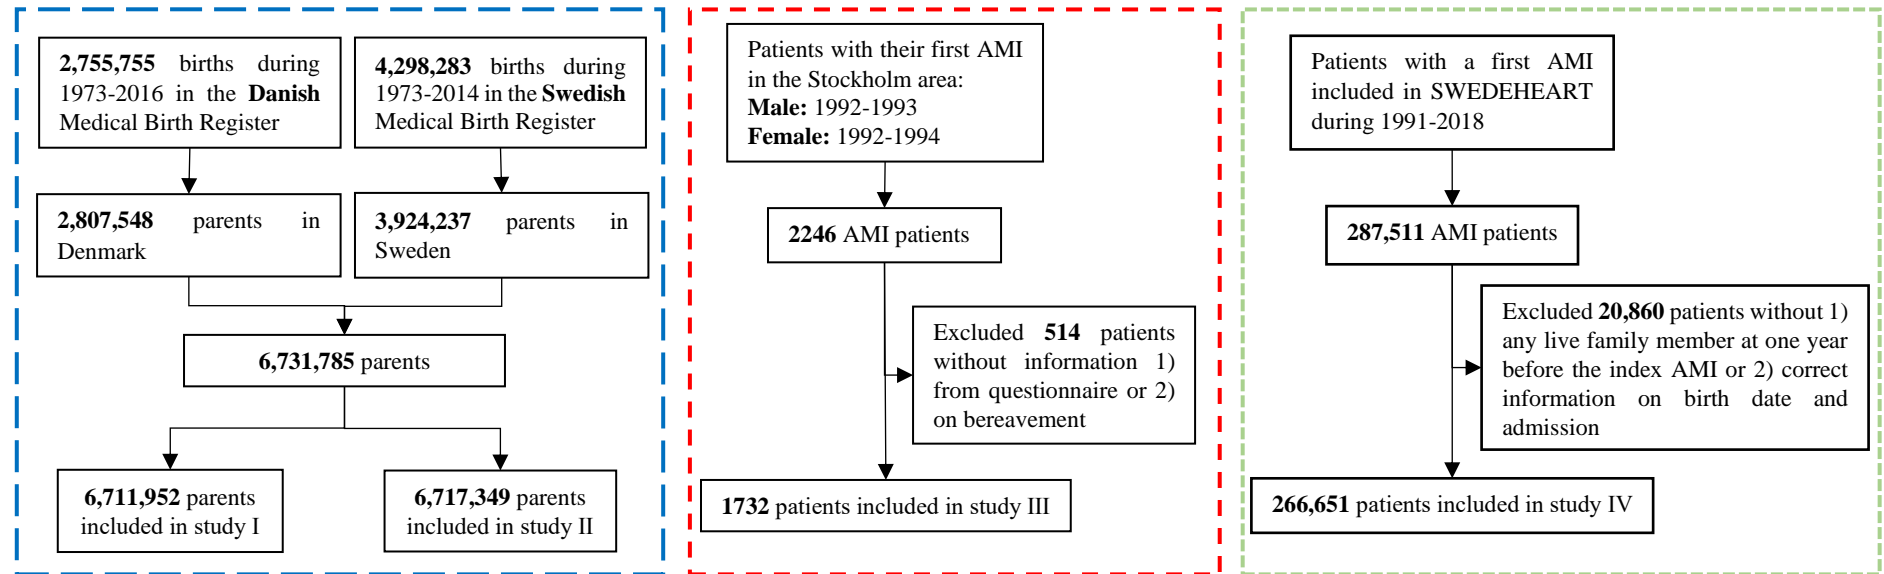 2,755,755 births during
1973-2016 in the Danish
Medical Birth Register
4,298,283 births during
1973-2014 in the Swedish
Medical Birth Register
2,807,548 parents in
Denmark
3,924,237 parents in
Sweden
6,731,785 parents
6,711,952 parents
included in study I
6,717,349 parents
included in study II
Patients with their first AMI
in the Stockholm area:
Male: 1992-1993
Female: 1992-1994
2246 AMI patients
Excluded 514 patients
without information 1)
from questionnaire or 2)
on bereavement
1732 patients included in study III
Patients with a first AMI
included in SWEDEHEART
during 1991-2018
287,511 AMI patients
Excluded 20,860 patients without 1)
any live family member at one year
before the index AMI or 2) correct
information on birth date and
admission
266,651 patients included in study IV